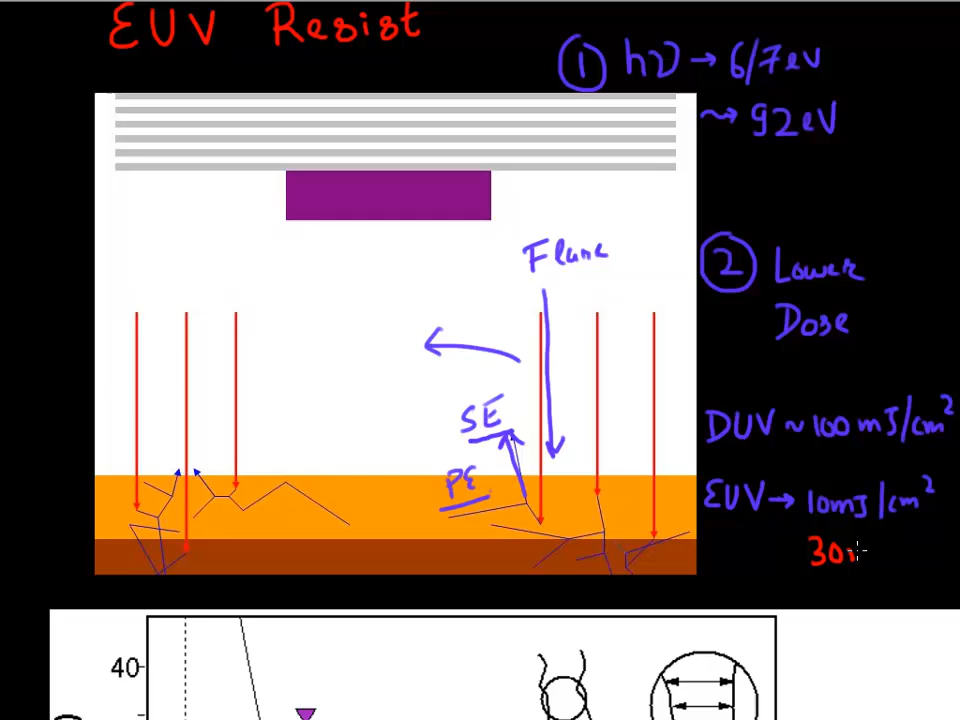 EUV Resist
① hν → 6/7eV
⇝ 92eV
Flare
② Lower
Dose
SE
DUV ~ 100 mJ/cm²
PE
EUV → 10mJ/cm²
30
40